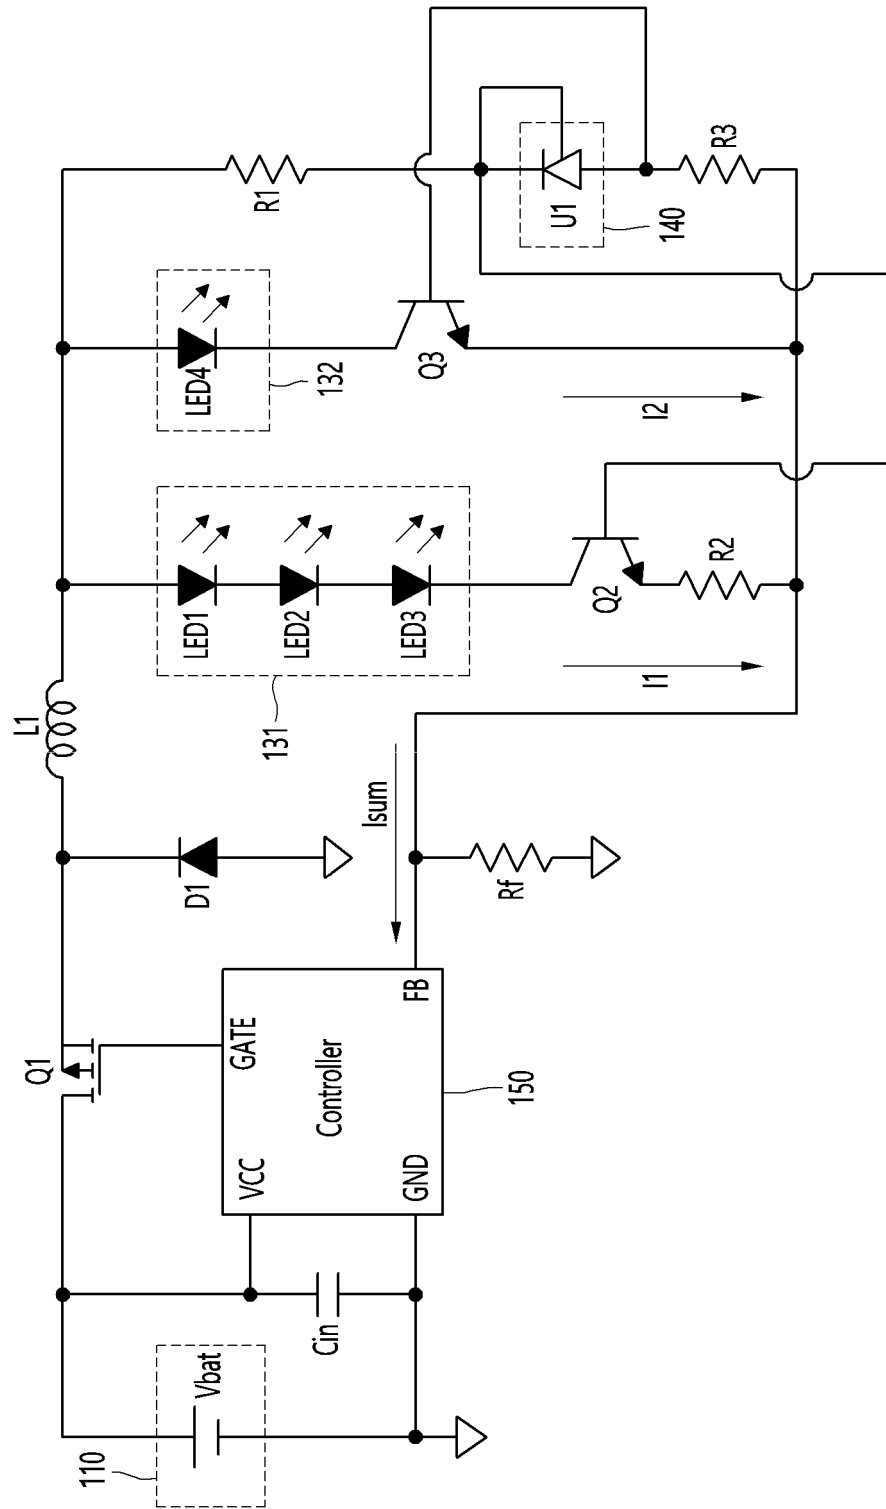 110
Vbat
Cin
Q1
VCC
GATE
Controller
GND
FB
150
D1
Isum
Rf
L1
LED1
LED2
LED3
131
Q2
R2
I1
LED4
132
Q3
I2
R1
U1
140
R3